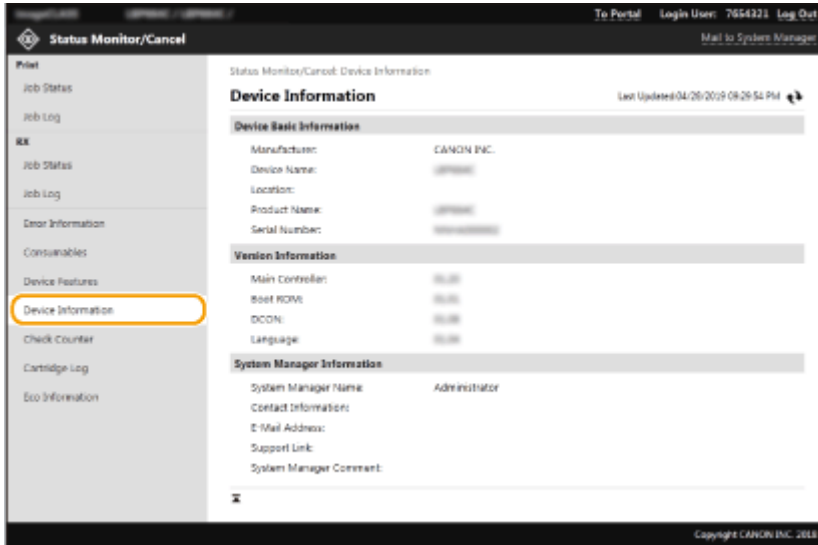 To Portal Login User: 7654321 Log Out
Status Monitor/Cancel
Mail to System Manager
Print
Job Status
Job Log
RX
Job Status
Job Log
Error Information
Consumables
Device Features
Device Information
Check Counter
Cartridge Log
Eco Information
Status Monitor/Cancel: Device Information
Device Information
Last Updated:04/28/2019 09:29:54 PM
Device Basic Information
Manufacturer: CANON INC.
Device Name:
Location:
Product Name:
Serial Number:
Version Information
Main Controller:
Boot ROM:
DCON:
Language:
System Manager Information
System Manager Name: Administrator
Contact Information:
E-Mail Address:
Support Link:
System Manager Comment:
Copyright CANON INC. 2018